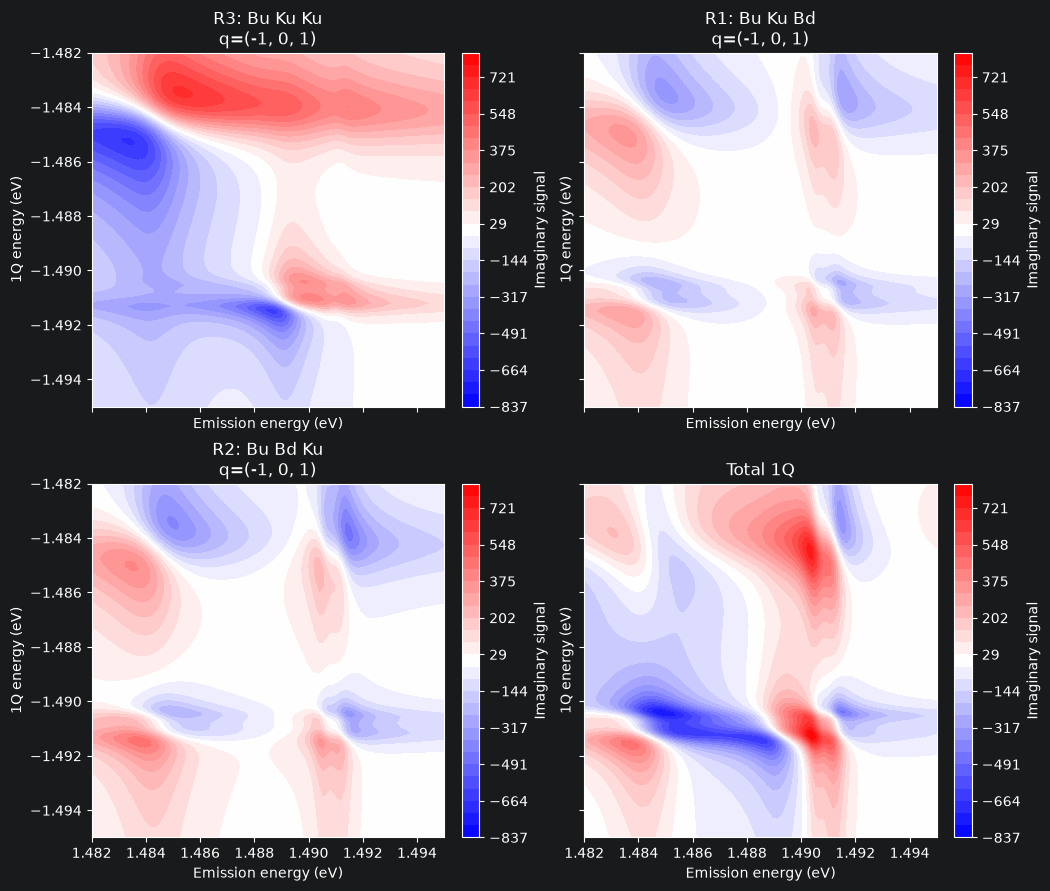 R3: Bu Ku Ku
q=(-1, 0, 1)
−1.482
−1.484
−1.486
−1.488
−1.490
−1.492
−1.494
1Q energy (eV)
Emission energy (eV)
721
548
375
202
29
−144
−317
−491
−664
−837
Imaginary signal
R1: Bu Ku Bd
q=(-1, 0, 1)
1Q energy (eV)
Emission energy (eV)
721
548
375
202
29
−144
−317
−491
−664
−837
Imaginary signal
R2: Bu Bd Ku
q=(-1, 0, 1)
−1.482
−1.484
−1.486
−1.488
−1.490
−1.492
−1.494
1Q energy (eV)
1.482 1.484 1.486 1.488 1.490 1.492 1.494
Emission energy (eV)
721
548
375
202
29
−144
−317
−491
−664
−837
Imaginary signal
Total 1Q
1Q energy (eV)
1.482 1.484 1.486 1.488 1.490 1.492 1.494
Emission energy (eV)
721
548
375
202
29
−144
−317
−491
−664
−837
Imaginary signal